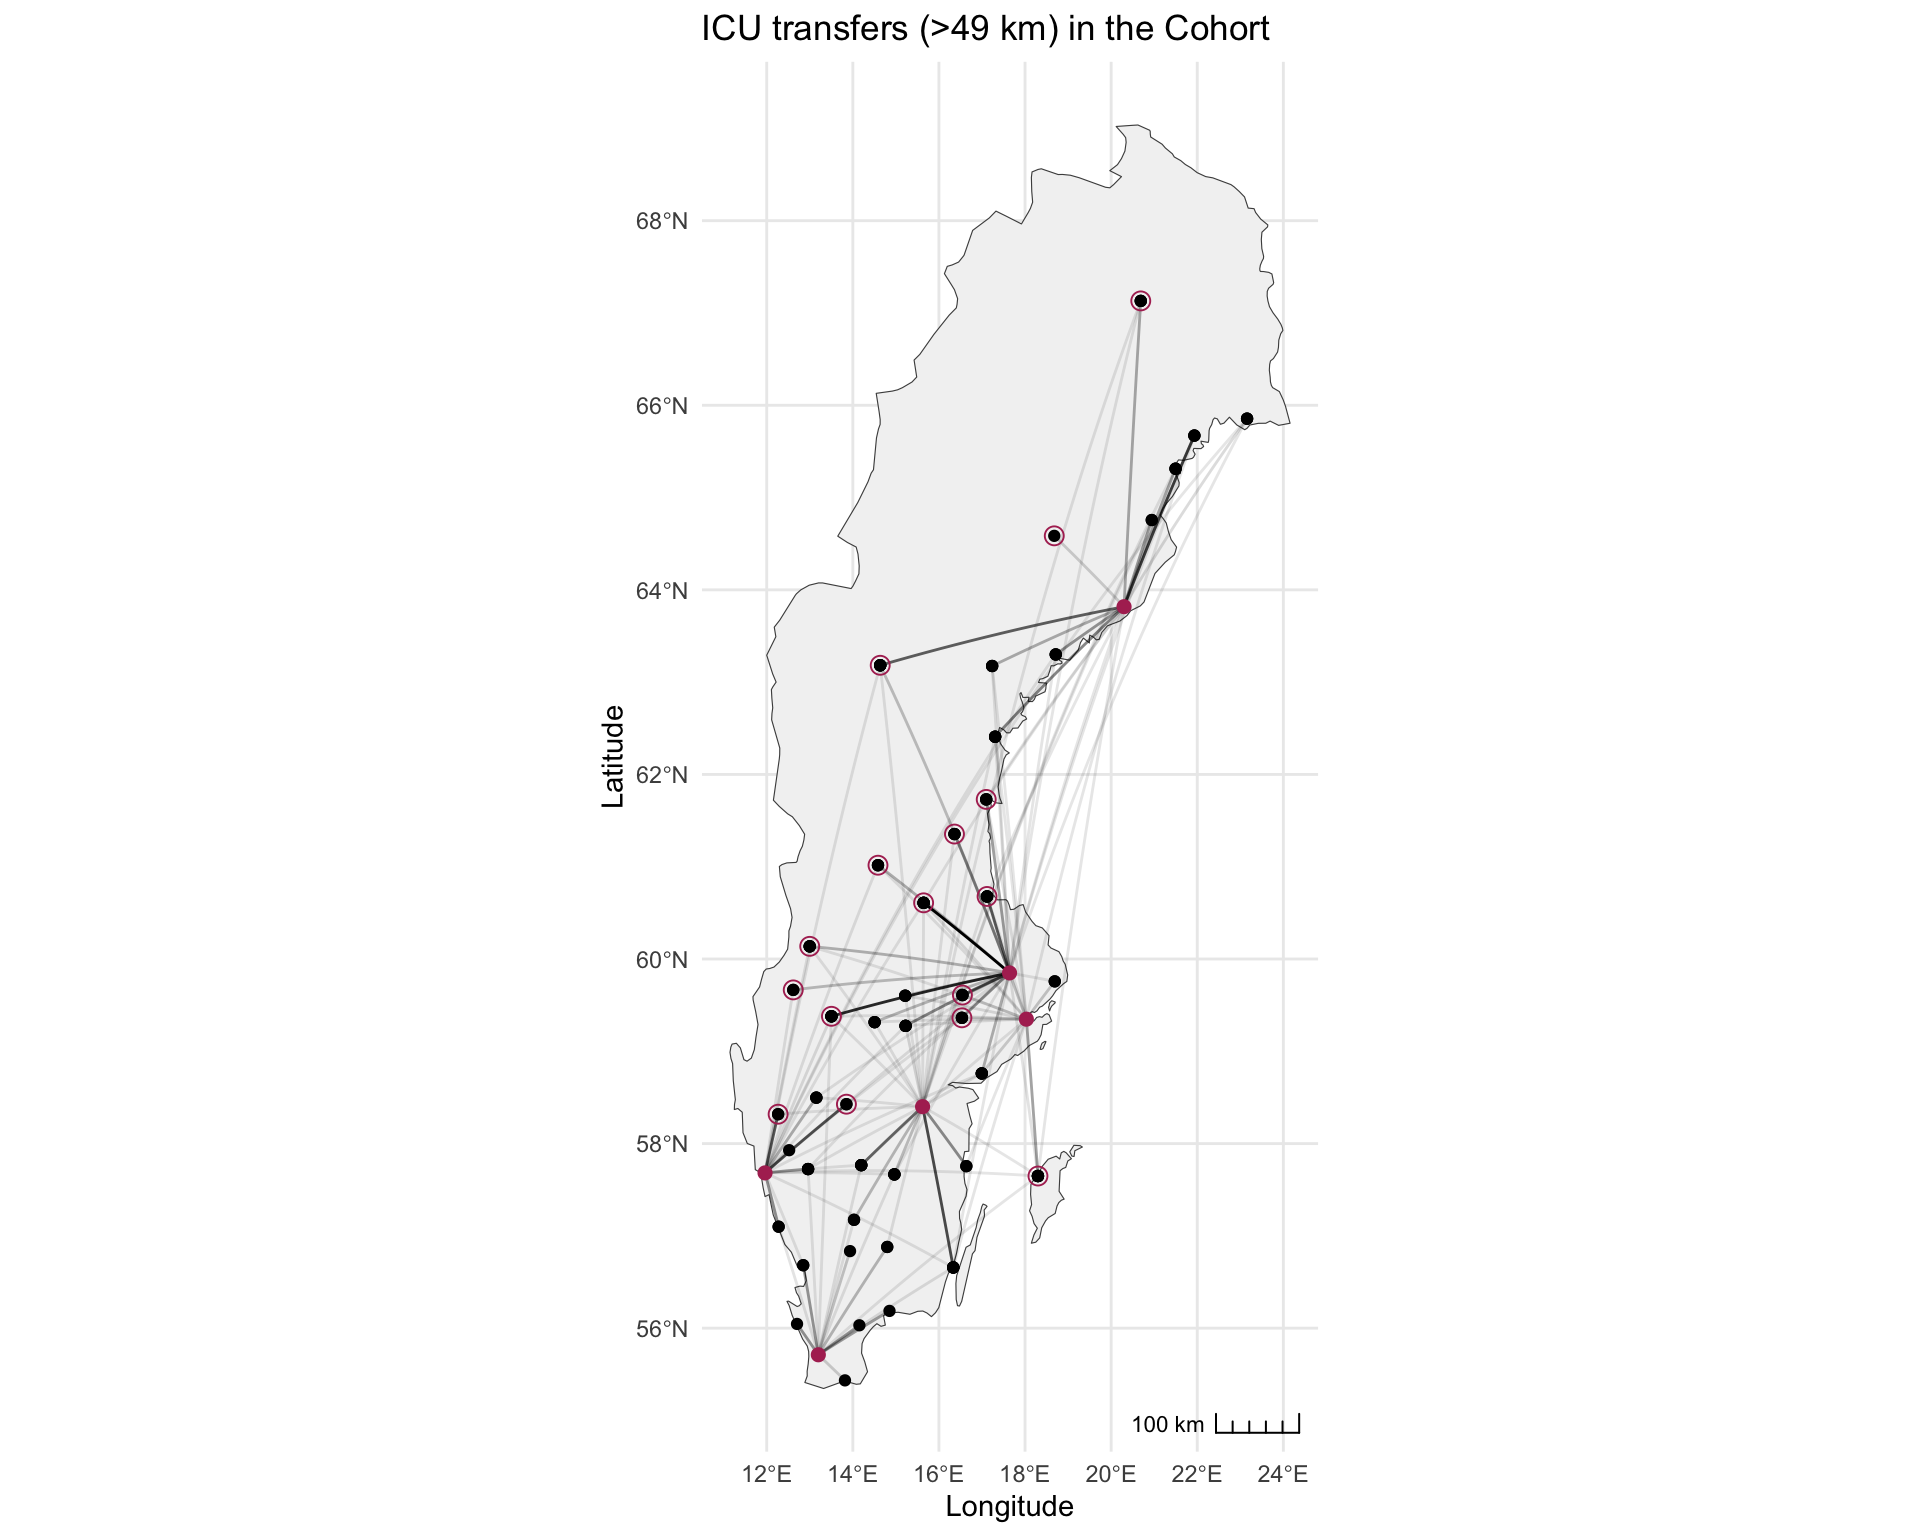 ICU transfers (>49 km) in the Cohort
68°N
66°N
64°N
62°N
60°N
58°N
56°N
Latitude
100 km
12°E 14°E 16°E 18°E 20°E 22°E 24°E
Longitude